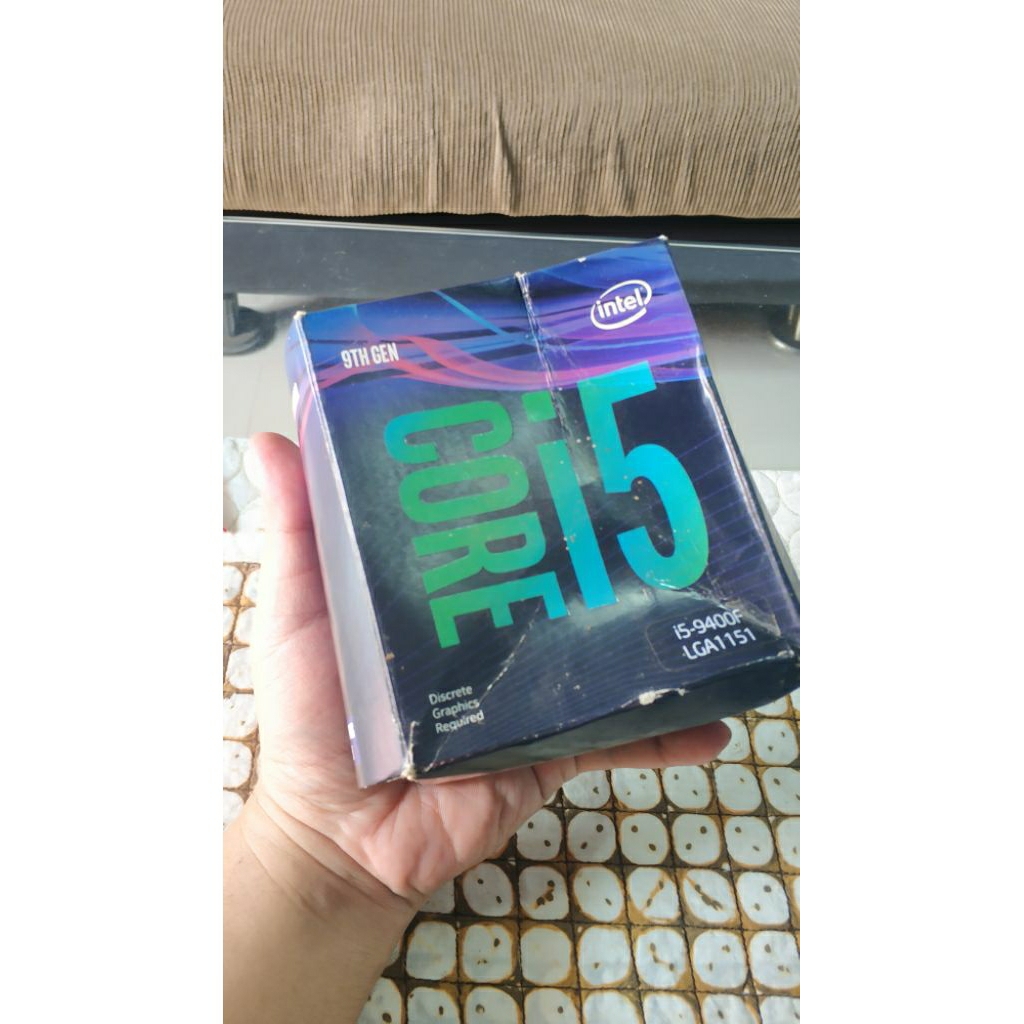 intel
9TH GEN
CORE i5
i5-9400F
LGA1151
Discrete
Graphics
Required